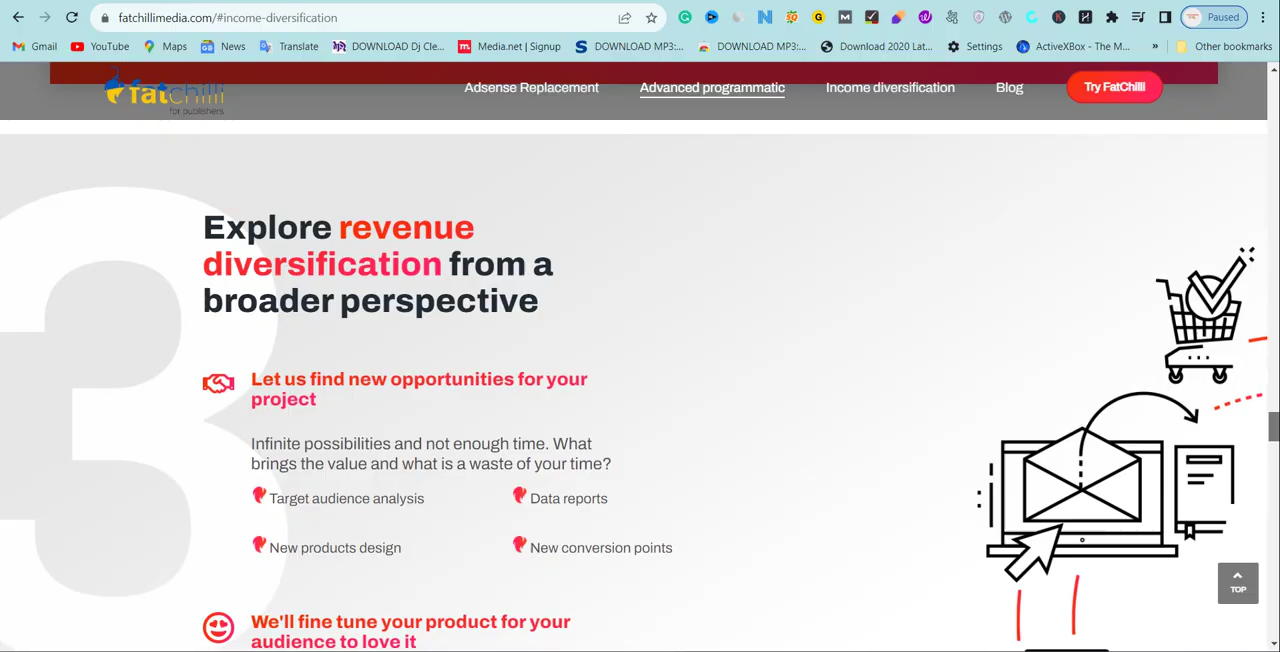 fatchillimedia.com/#income-diversification
Paused
Gmail YouTube Maps News Translate DOWNLOAD Dj Cle... Media.net | Signup DOWNLOAD MP3:... DOWNLOAD MP3:... Download 2020 Lat... Settings ActiveXBox - The M... » Other bookmarks
fatchilli
for publishers
Adsense Replacement Advanced programmatic Income diversification Blog Try FatChilli
3
Explore revenue
diversification from a
broader perspective
Let us find new opportunities for your
project
Infinite possibilities and not enough time. What
brings the value and what is a waste of your time?
Target audience analysis Data reports
New products design New conversion points
TOP
We'll fine tune your product for your
audience to love it